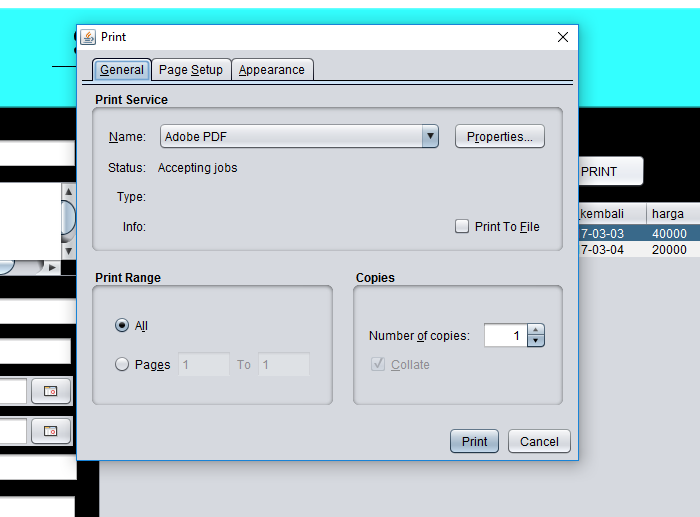 Print
General Page Setup Appearance
Print Service
Name: Adobe PDF Properties...
Status: Accepting jobs
Type:
Info: Print To File
Print Range
All
Pages 1 To 1
Copies
Number of copies: 1
Collate
Print Cancel
PRINT
kembali harga
7-03-03 40000
7-03-04 20000